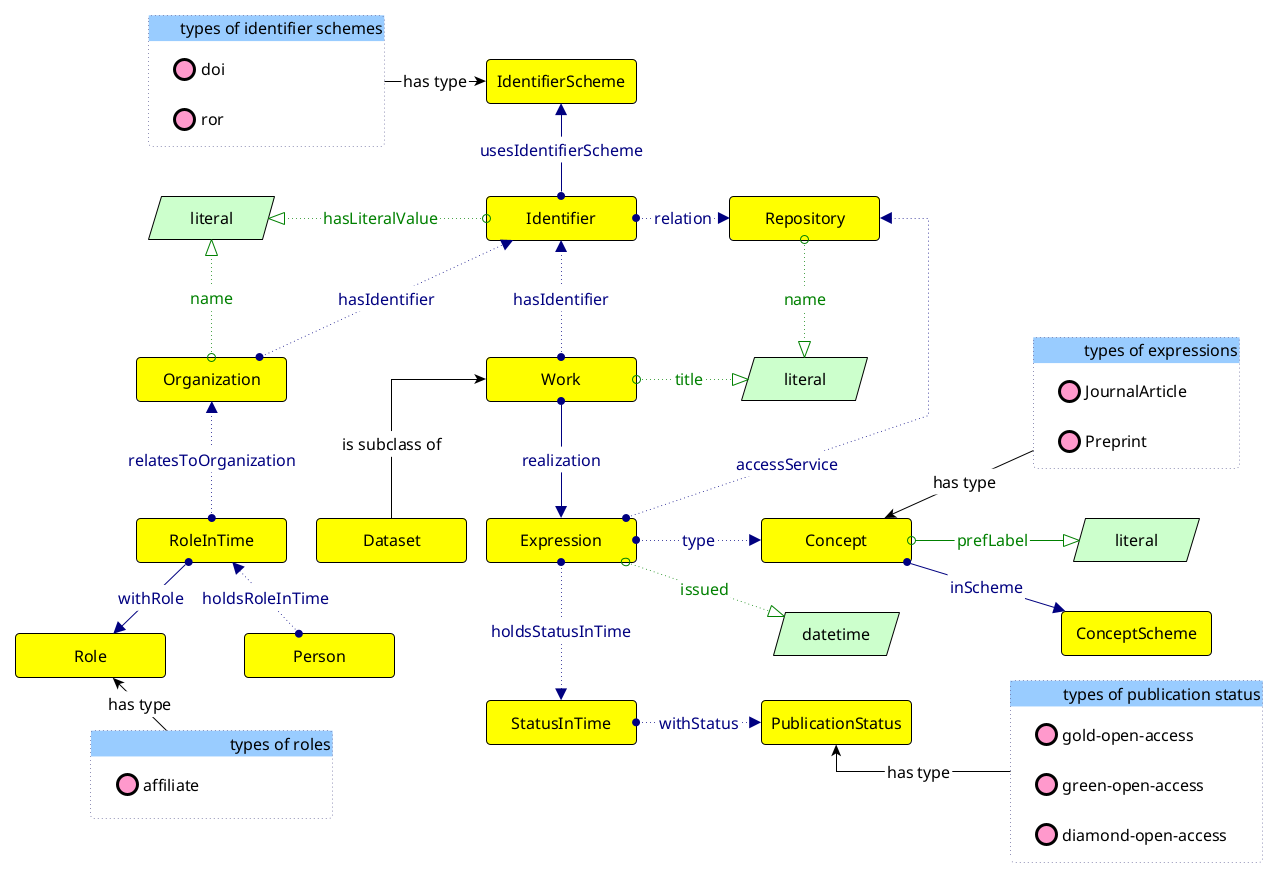 types of identifier schemes
doi
ror
has type
IdentifierScheme
usesIdentifierScheme
literal
hasLiteralValue
Identifier
relation
Repository
name
hasIdentifier
hasIdentifier
name
types of expressions
JournalArticle
Preprint
Organization
Work
title
literal
is subclass of
relatesToOrganization
realization
accessService
has type
RoleInTime
Dataset
Expression
type
Concept
prefLabel
literal
withRole
holdsRoleInTime
issued
inScheme
holdsStatusInTime
datetime
ConceptScheme
Role
Person
has type
types of roles
affiliate
StatusInTime
withStatus
PublicationStatus
has type
types of publication status
gold-open-access
green-open-access
diamond-open-access